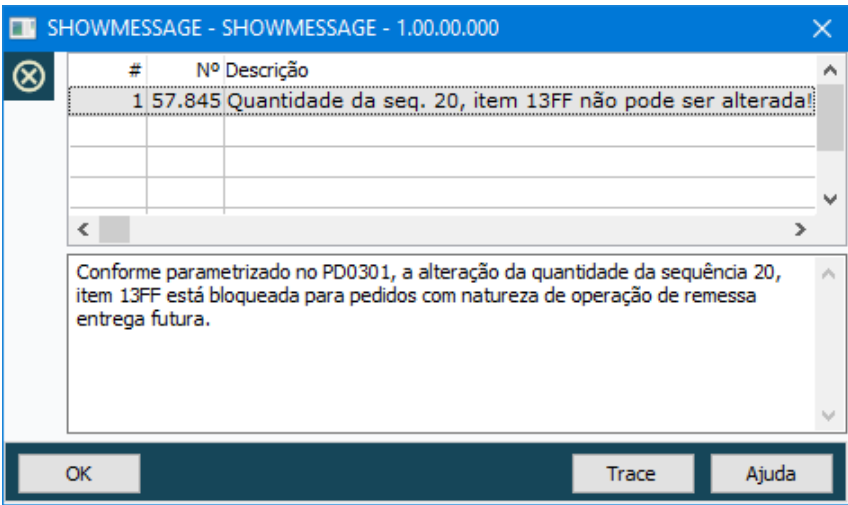 SHOWMESSAGE - SHOWMESSAGE - 1.00.00.000
# Nº Descrição
1 57.845 Quantidade da seq. 20, item 13FF não pode ser alterada!
Conforme parametrizado no PD0301, a alteração da quantidade da sequência 20,
item 13FF está bloqueada para pedidos com natureza de operação de remessa
entrega futura.
OK Trace Ajuda